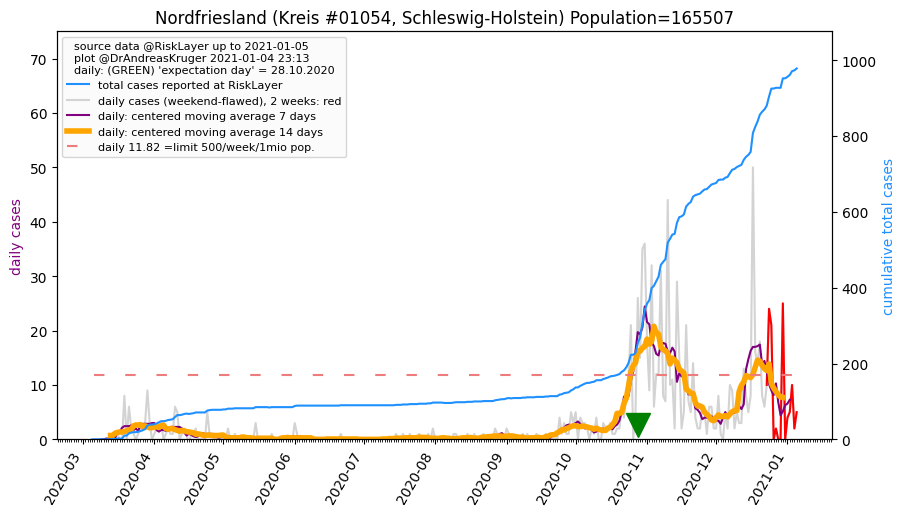 Nordfriesland (Kreis #01054, Schleswig-Holstein) Population=165507
source data @RiskLayer up to 2021-01-05
plot @DrAndreasKruger 2021-01-04 23:13
daily: (GREEN) 'expectation day' = 28.10.2020
total cases reported at RiskLayer
daily cases (weekend-flawed), 2 weeks: red
daily: centered moving average 7 days
daily: centered moving average 14 days
daily 11.82 =limit 500/week/1mio pop.
daily cases
70
60
50
40
30
20
10
0
cumulative total cases
1000
800
600
400
200
0
2020-03
2020-04
2020-05
2020-06
2020-07
2020-08
2020-09
2020-10
2020-11
2020-12
2021-01